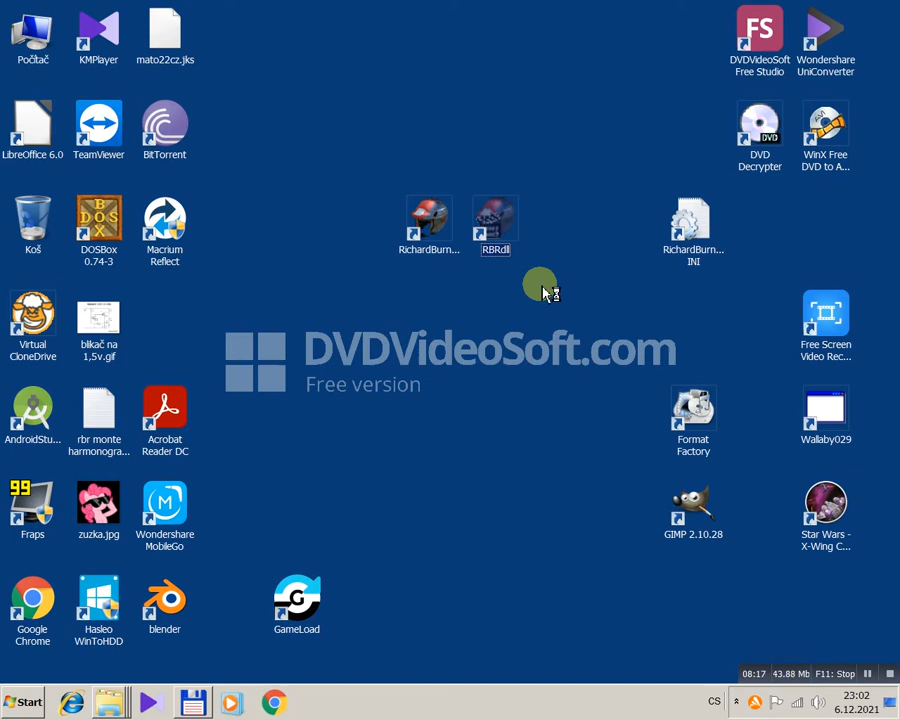 Počítač
KMPlayer
mato22cz.jks
FS
DVDVideoSoft
Free Studio
Wondershare
UniConverter
LibreOffice 6.0
TeamViewer
BitTorrent
DVD
DVD
Decrypter
WinX Free
DVD to A...
Koš
BOS
DOX
DOSBox
0.74-3
Macrium
Reflect
RichardBurn...
RBRdll
RichardBurn...
INI
Virtual
CloneDrive
blikač na
1,5v.gif
DVDVideoSoft.com
Free version
Free Screen
Video Rec...
AndroidStu...
rbr monte
harmonogra...
Acrobat
Reader DC
Format
Factory
Wallaby029
99
Fraps
zuzka.jpg
M
Wondershare
MobileGo
GIMP 2.10.28
Star Wars -
X-Wing C...
Google
Chrome
Hasleo
WinToHDD
blender
G
GameLoad
08:17 43.88 Mb F11: Stop
Start
CS
23:02
6.12.2021